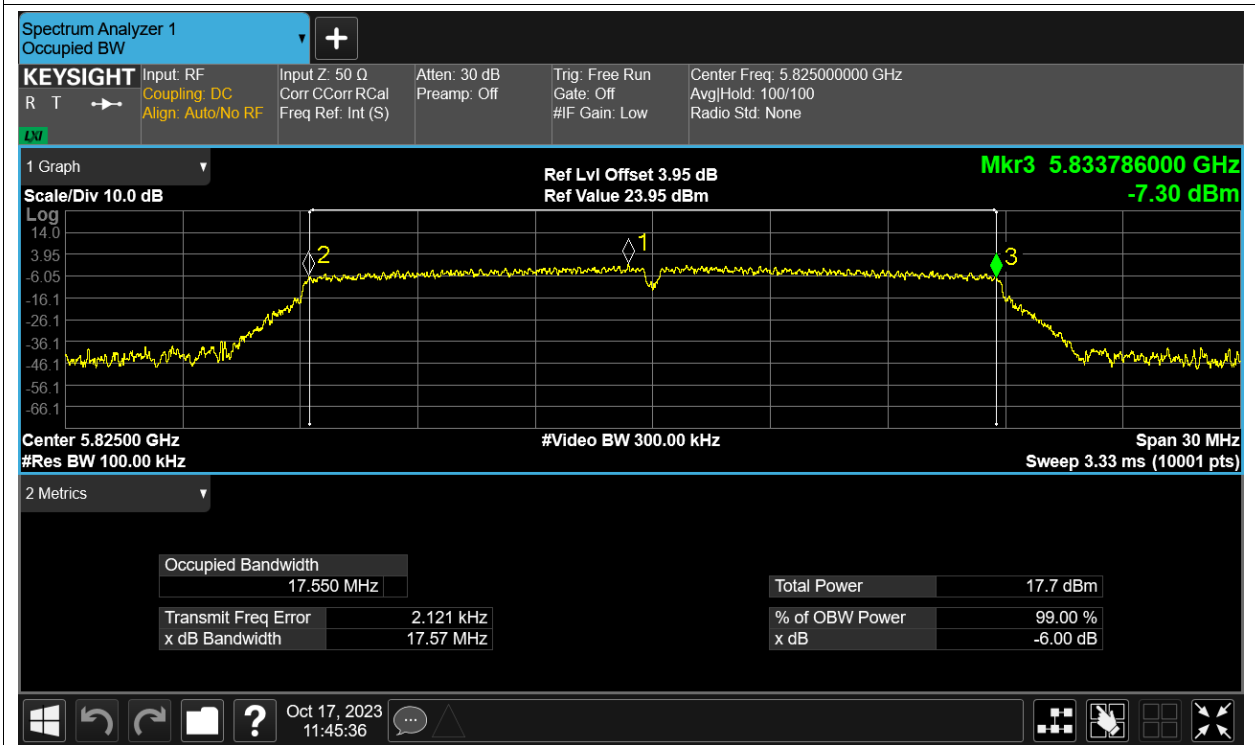 Spectrum Analyzer 1
Occupied BW
KEYSIGHT
R T
LXI
Input: RF
Coupling: DC
Align: Auto/No RF
Input Z: 50 Ω
Corr CCorr RCal
Freq Ref: Int (S)
Atten: 30 dB
Preamp: Off
Trig: Free Run
Gate: Off
#IF Gain: Low
Center Freq: 5.825000000 GHz
Avg|Hold: 100/100
Radio Std: None
1 Graph
Scale/Div 10.0 dB
Ref Lvl Offset 3.95 dB
Ref Value 23.95 dBm
Mkr3 5.833786000 GHz
-7.30 dBm
Log
14.0
3.95
-6.05
-16.1
-26.1
-36.1
-46.1
-56.1
-66.1
2
1
3
Center 5.82500 GHz
#Res BW 100.00 kHz
#Video BW 300.00 kHz
Span 30 MHz
Sweep 3.33 ms (10001 pts)
2 Metrics
Occupied Bandwidth
17.550 MHz
Transmit Freq Error 2.121 kHz
x dB Bandwidth 17.57 MHz
Total Power 17.7 dBm
% of OBW Power 99.00 %
x dB -6.00 dB
?
Oct 17, 2023
11:45:36